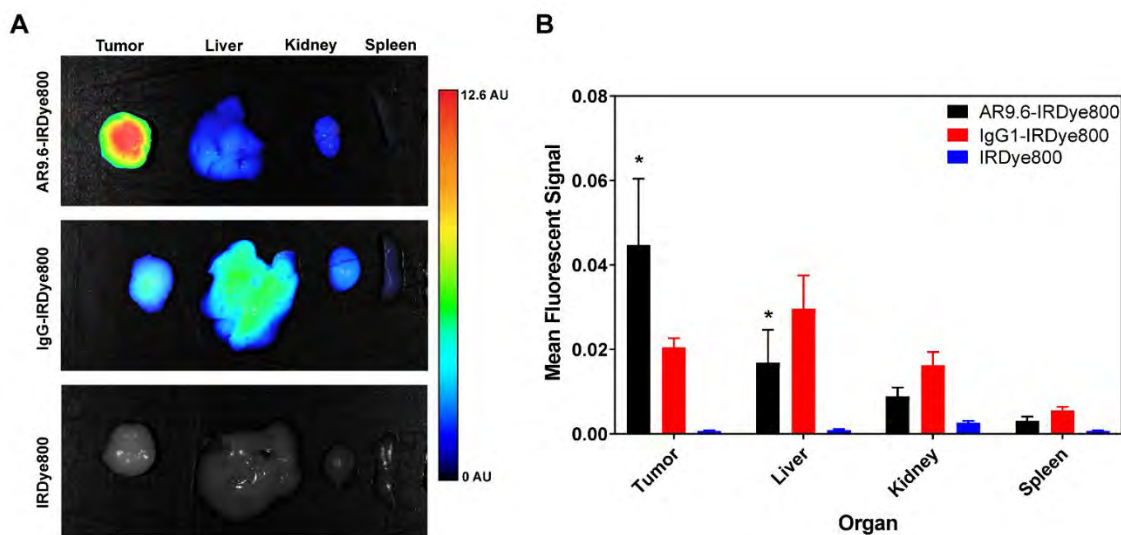 A
Tumor Liver Kidney Spleen
AR9.6-IRDye800
IgG-IRDye800
IRDye800
12.6 AU
0 AU
B
Mean Fluorescent Signal
0.08
0.06
0.04
0.02
0.00
AR9.6-IRDye800
IgG1-IRDye800
IRDye800
*
*
Tumor
Liver
Kidney
Spleen
Organ